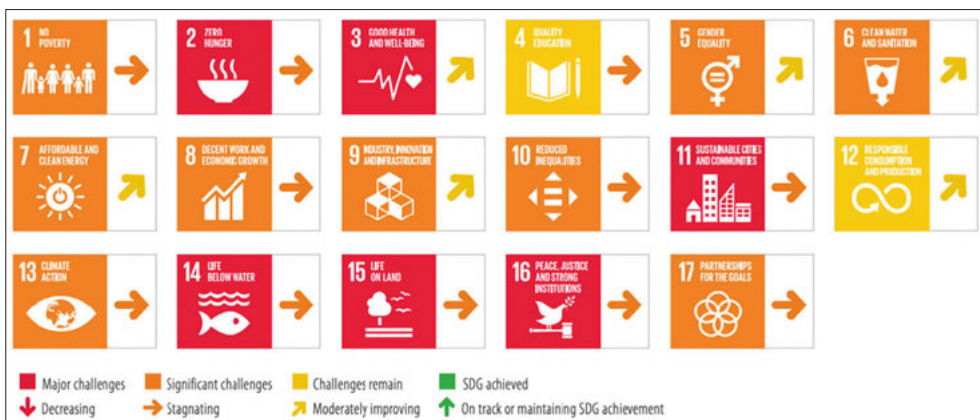 1 NO
POVERTY
2 ZERO
HUNGER
3 GOOD HEALTH
AND WELL-BEING
4 QUALITY
EDUCATION
5 GENDER
EQUALITY
6 CLEAN WATER
AND SANITATION
7 AFFORDABLE AND
CLEAN ENERGY
8 DECENT WORK AND
ECONOMIC GROWTH
9 INDUSTRY, INNOVATION
AND INFRASTRUCTURE
10 REDUCED
INEQUALITIES
11 SUSTAINABLE CITIES
AND COMMUNITIES
12 RESPONSIBLE
CONSUMPTION
AND PRODUCTION
13 CLIMATE
ACTION
14 LIFE
BELOW WATER
15 LIFE
ON LAND
16 PEACE, JUSTICE
AND STRONG
INSTITUTIONS
17 PARTNERSHIPS
FOR THE GOALS
Major challenges
Significant challenges
Challenges remain
SDG achieved
Decreasing
Stagnating
Moderately improving
On track or maintaining SDG achievement